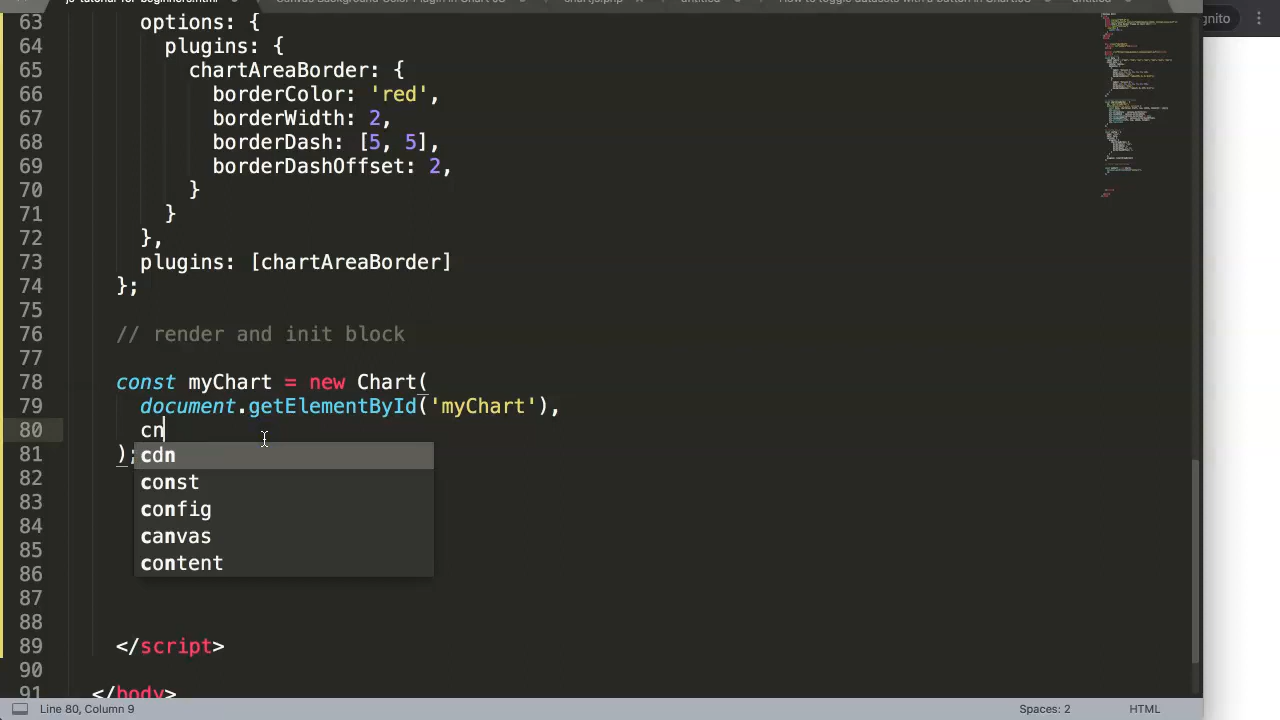 63 options: {
64 plugins: {
65 chartAreaBorder: {
66 borderColor: 'red',
67 borderWidth: 2,
68 borderDash: [5, 5],
69 borderDashOffset: 2,
70 }
71 }
72 },
73 plugins: [chartAreaBorder]
74 };
75
76 // render and init block
77
78 const myChart = new Chart(
79 document.getElementById('myChart'),
80 cn
81 );
cdn
82 const
83 config
84 canvas
85 content
86
87
88
89 </script>
90
91 </body>
Line 80, Column 9 Spaces: 2 HTML